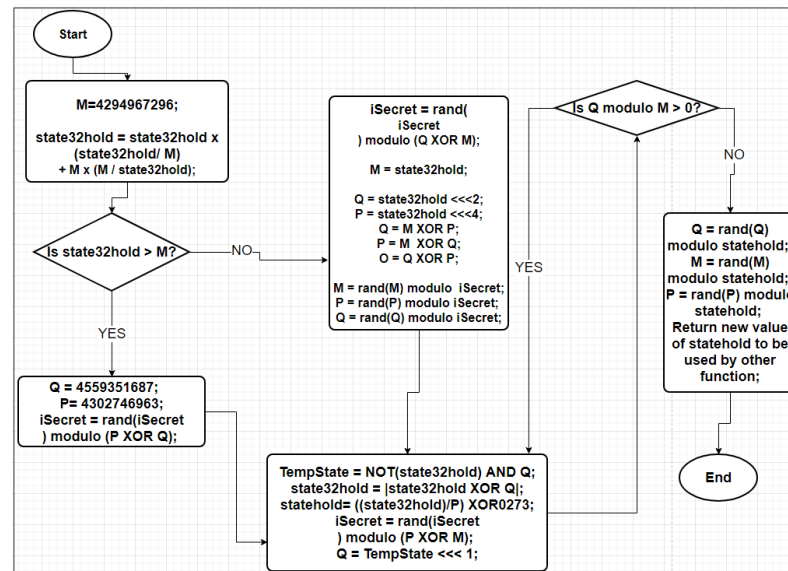 Start
M=4294967296;
state32hold = state32hold x
(state32hold/ M)
+ M x (M / state32hold);
Is state32hold > M?
NO
YES
Q = 4559351687;
P= 4302746963;
iSecret = rand(iSecret
) modulo (P XOR Q);
iSecret = rand(
iSecret
) modulo (Q XOR M);
M = state32hold;
Q = state32hold <<<2;
P = state32hold <<<4;
Q = M XOR P;
P = M XOR Q;
O = Q XOR P;
M = rand(M) modulo iSecret;
P = rand(P) modulo iSecret;
Q = rand(Q) modulo iSecret;
TempState = NOT(state32hold) AND Q;
state32hold = |state32hold XOR Q|;
statehold= ((state32hold)/P) XOR0273;
iSecret = rand(iSecret
) modulo (P XOR M);
Q = TempState <<< 1;
Is Q modulo M > 0?
YES
NO
Q = rand(Q)
modulo statehold;
M = rand(M)
modulo statehold;
P = rand(P) modulo
statehold;
Return new value
of statehold to be
used by other
function;
End